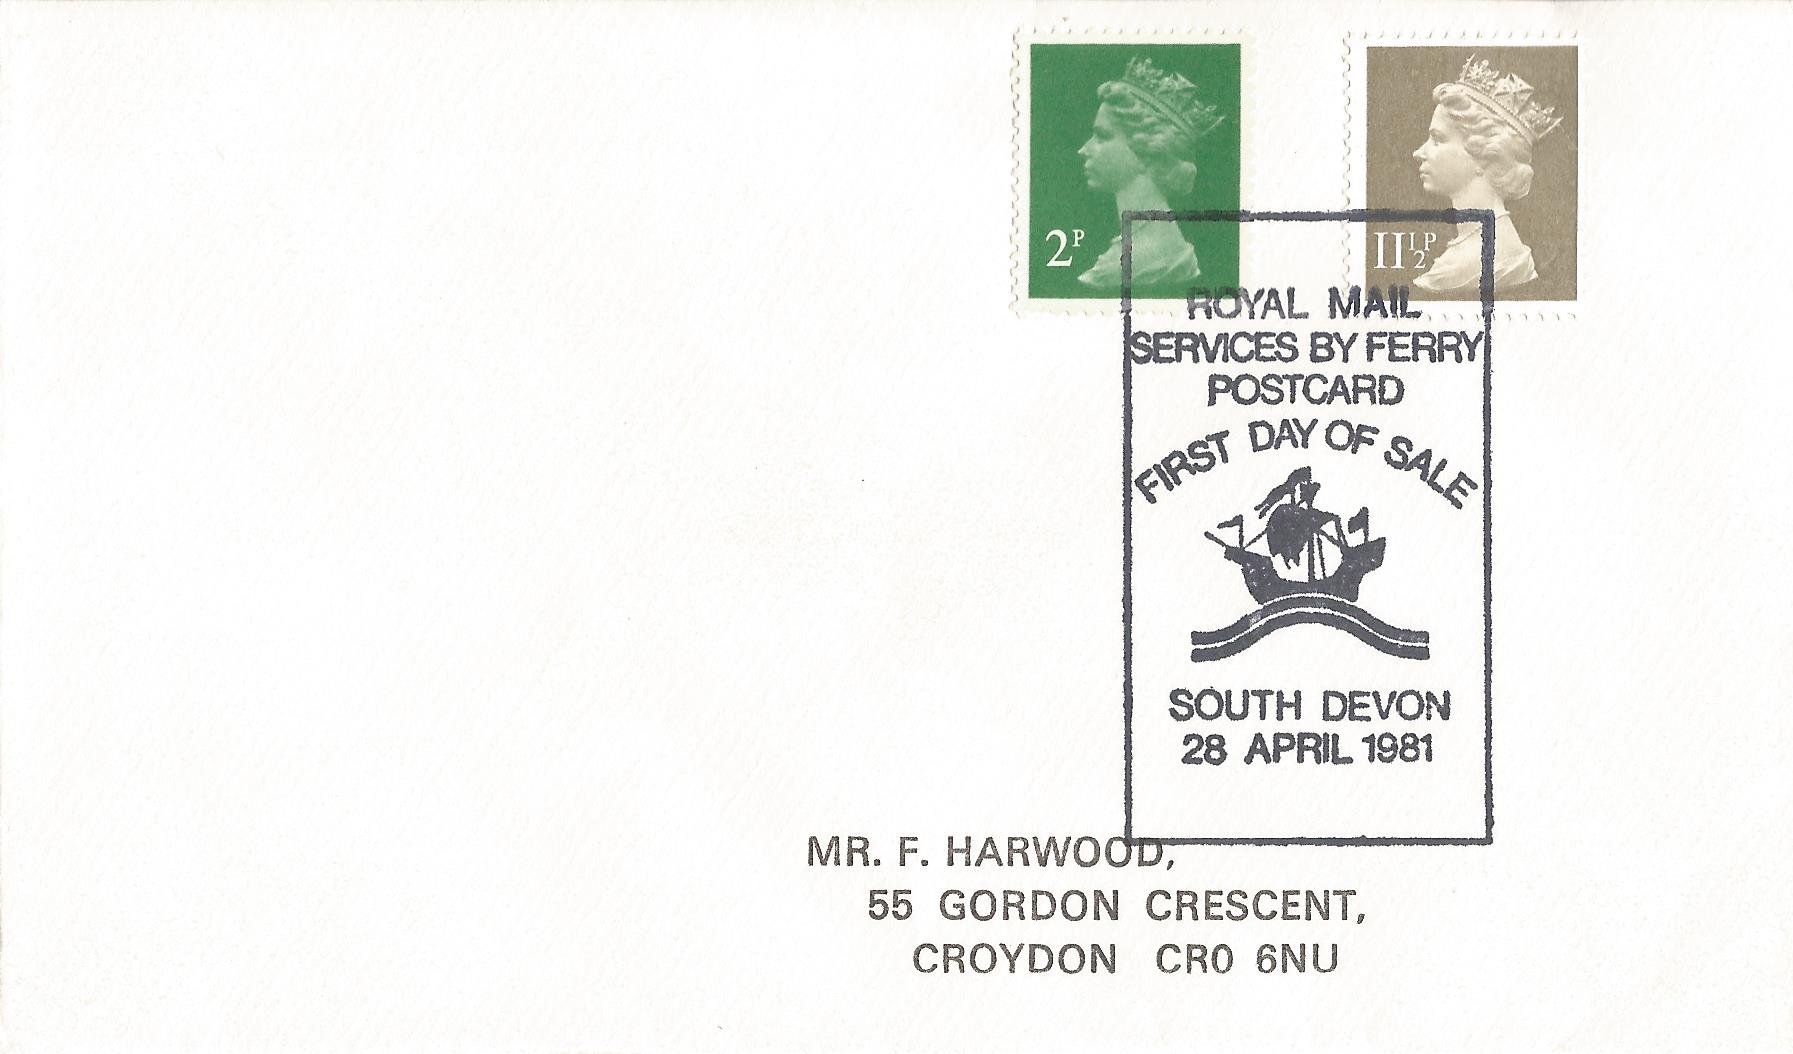 2P
11½P
ROYAL MAIL
SERVICES BY FERRY
POSTCARD
FIRST DAY OF SALE
SOUTH DEVON
28 APRIL 1981
MR. F. HARWOOD,
55 GORDON CRESCENT,
CROYDON CR0 6NU